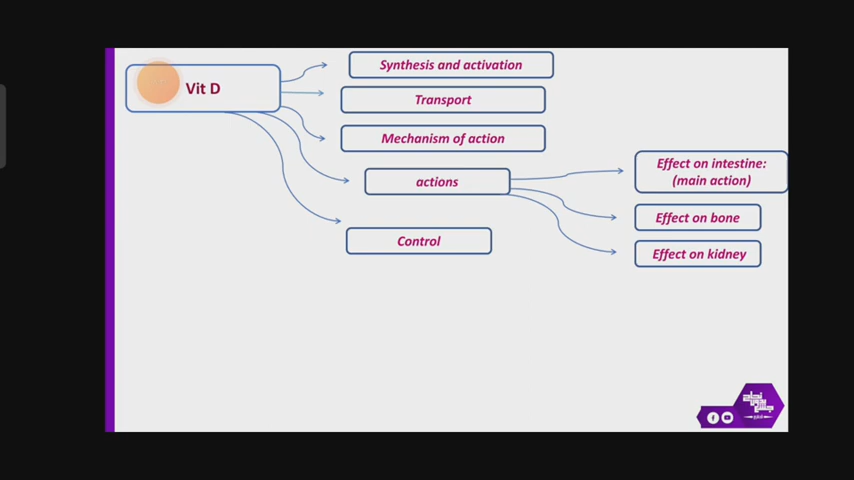 Vit D
Synthesis and activation
Transport
Mechanism of action
actions
Effect on intestine:
(main action)
Effect on bone
Effect on kidney
Control